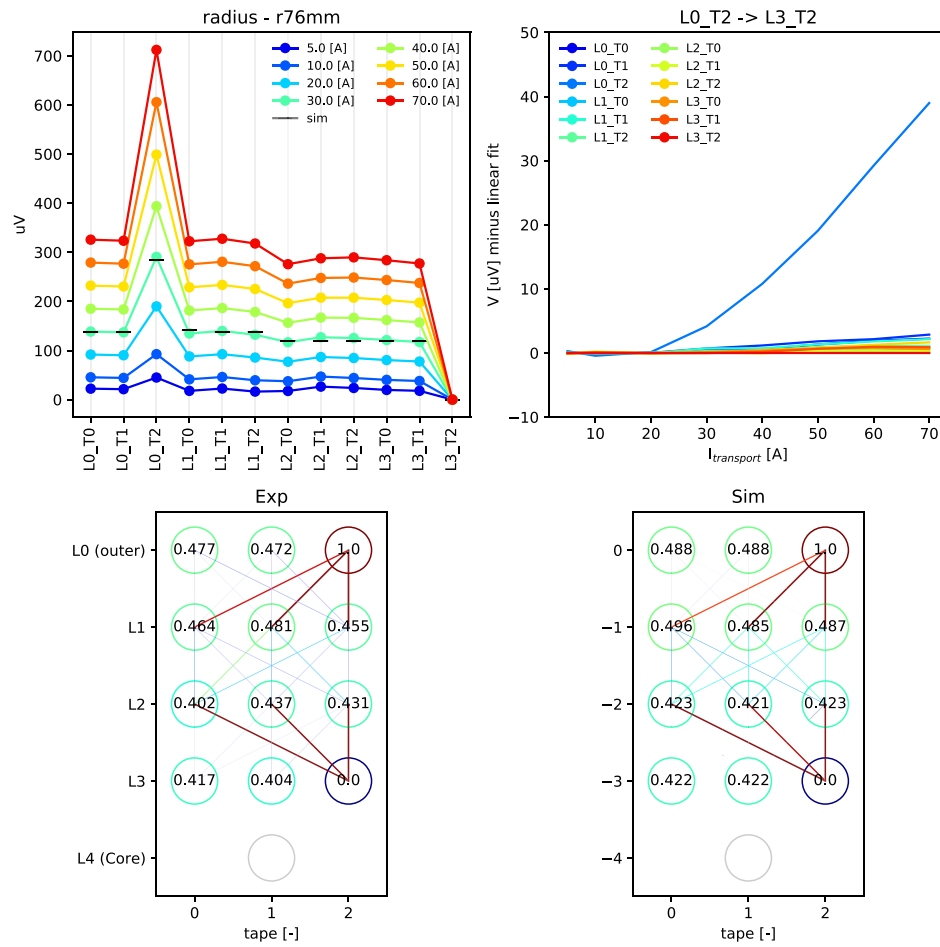 radius - r76mm
700
600
500
400
300
200
100
0
uV
5.0 [A]
10.0 [A]
20.0 [A]
30.0 [A]
sim
40.0 [A]
50.0 [A]
60.0 [A]
70.0 [A]
L0_T0
L0_T1
L0_T2
L1_T0
L1_T1
L1_T2
L2_T0
L2_T1
L2_T2
L3_T0
L3_T1
L3_T2
L0_T2 -> L3_T2
50
40
30
20
10
0
−10
V [uV] minus linear fit
L0_T0
L0_T1
L0_T2
L1_T0
L1_T1
L1_T2
L2_T0
L2_T1
L2_T2
L3_T0
L3_T1
L3_T2
10 20 30 40 50 60 70
I_transport [A]
Exp
L0 (outer) 0.477 0.472 1.0
L1 0.464 0.481 0.455
L2 0.402 0.437 0.431
L3 0.417 0.404 0.0
L4 (Core)
0 1 2
tape [-]
Sim
0 0.488 0.488 1.0
−1 0.496 0.485 0.487
−2 0.423 0.421 0.423
−3 0.422 0.422 0.0
−4
0 1 2
tape [-]